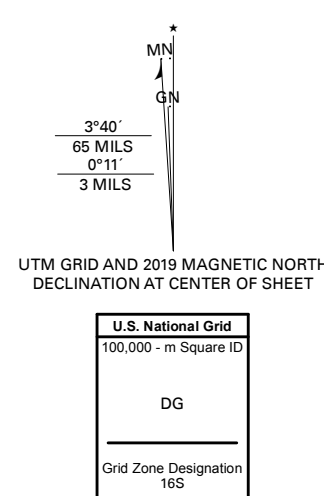 ★
MN
GN
3°40´
65 MILS
0°11´
3 MILS
UTM GRID AND 2019 MAGNETIC NORTH
DECLINATION AT CENTER OF SHEET
U.S. National Grid
100,000 - m Square ID
DG
Grid Zone Designation
16S